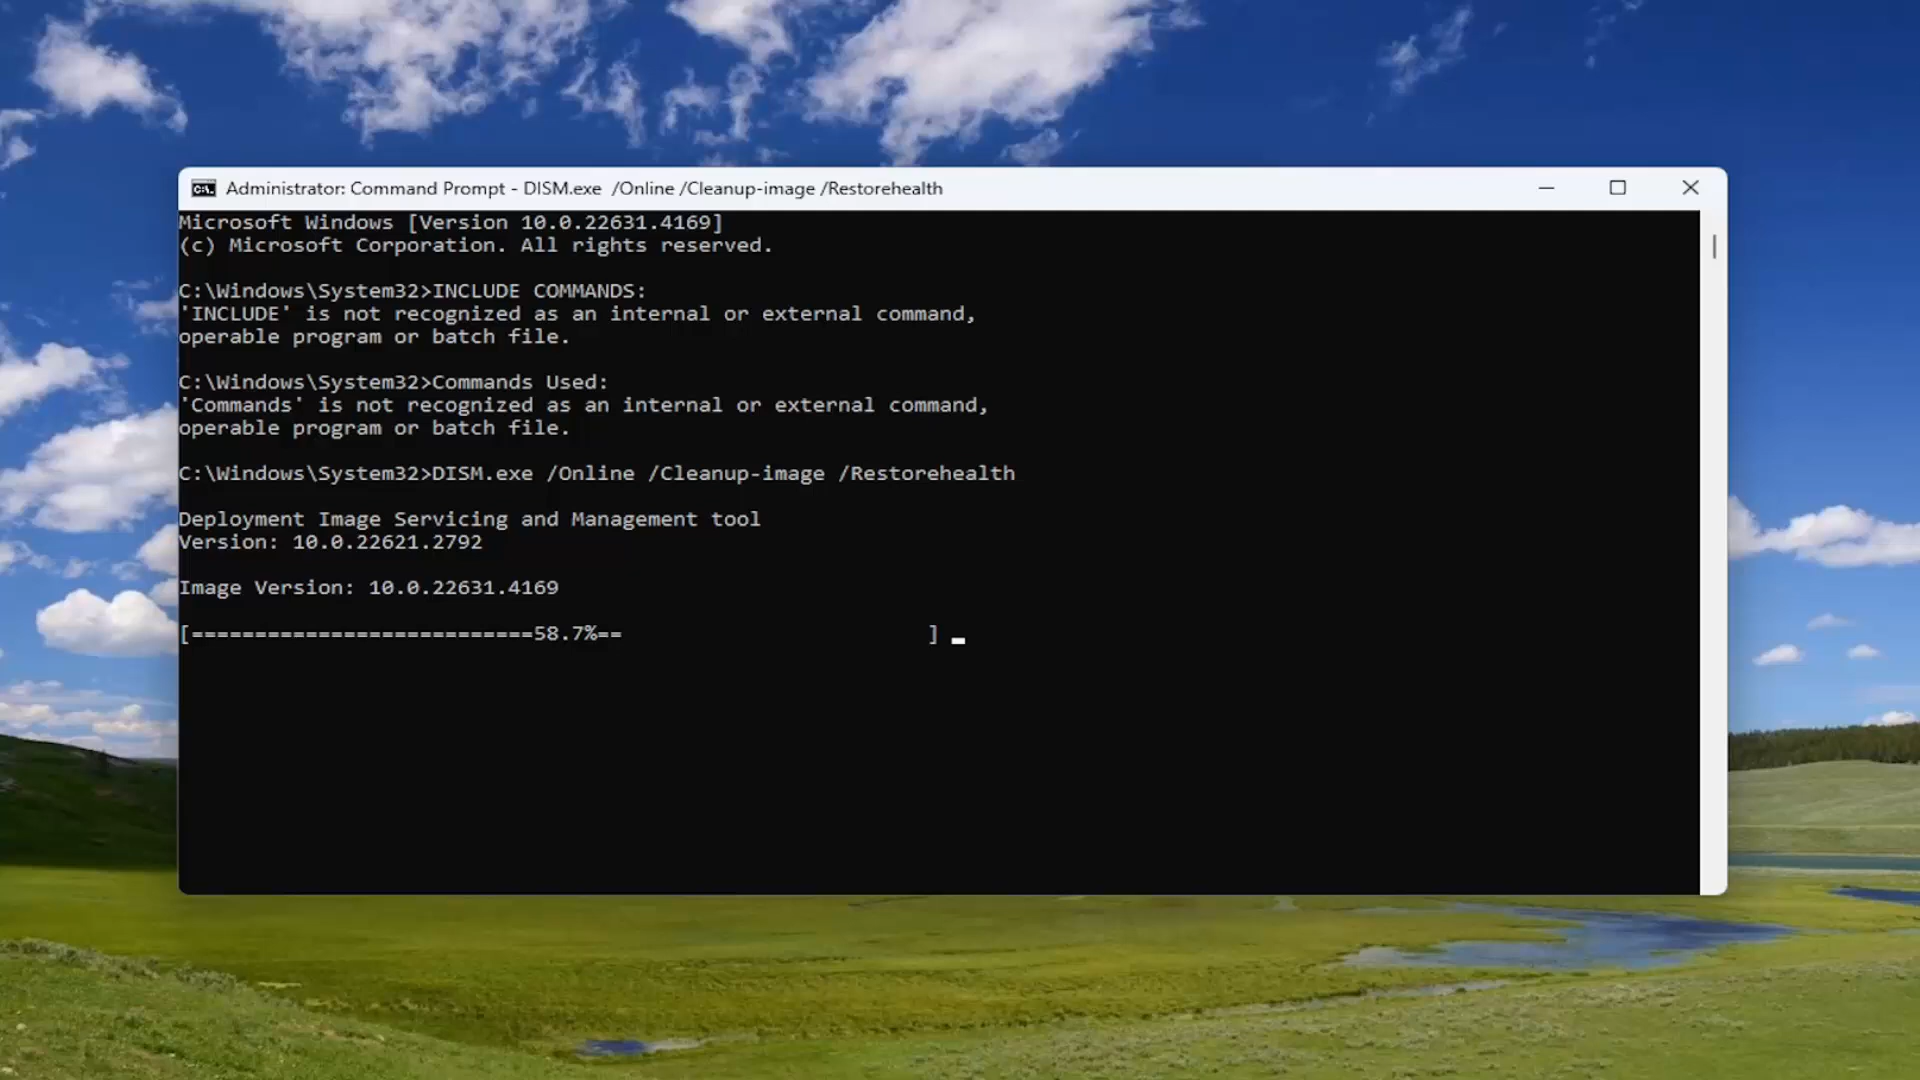 Administrator: Command Prompt - DISM.exe  /Online /Cleanup-image /Restorehealth
Microsoft Windows [Version 10.0.22631.4169]
(c) Microsoft Corporation. All rights reserved.
C:\Windows\System32>INCLUDE COMMANDS:
'INCLUDE' is not recognized as an internal or external command,
operable program or batch file.
C:\Windows\System32>Commands Used:
'Commands' is not recognized as an internal or external command,
operable program or batch file.
C:\Windows\System32>DISM.exe /Online /Cleanup-image /Restorehealth
Deployment Image Servicing and Management tool
Version: 10.0.22621.2792
Image Version: 10.0.22631.4169
[===========================58.7%==                        ]